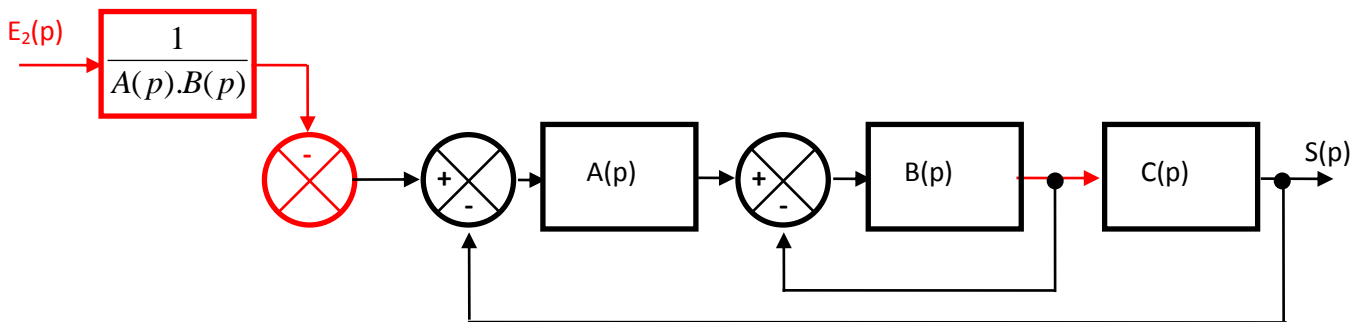 E₂(p)
1
A(p).B(p)
-
+
-
A(p)
+
-
B(p)
C(p)
S(p)